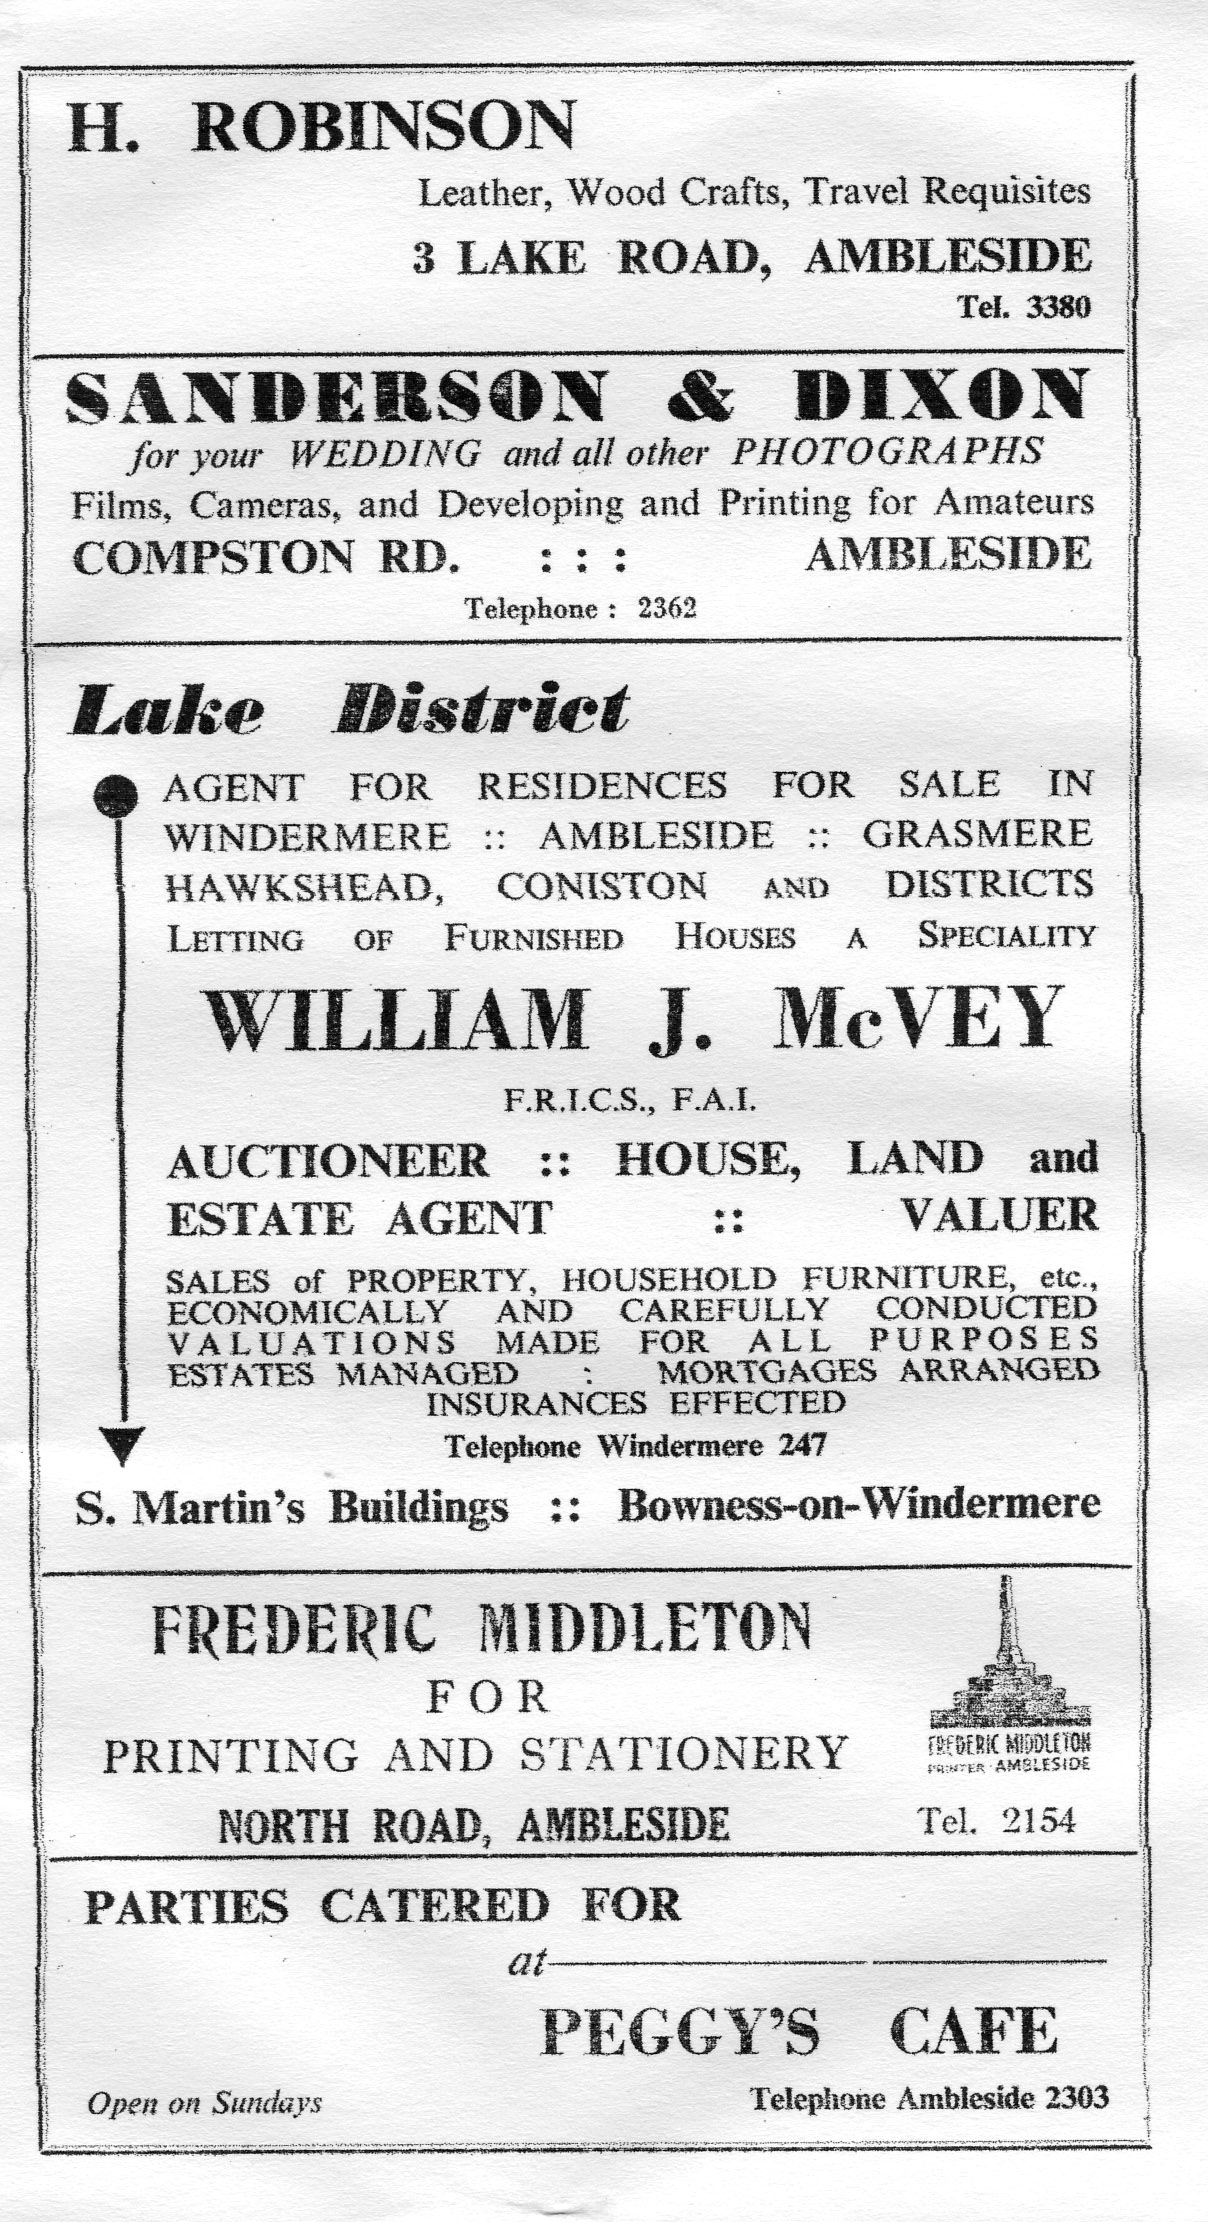 H. ROBINSON
Leather, Wood Crafts, Travel Requisites
3 LAKE ROAD, AMBLESIDE
Tel. 3380
SANDERSON & DIXON
for your WEDDING and all other PHOTOGRAPHS
Films, Cameras, and Developing and Printing for Amateurs
COMPSTON RD. : : : AMBLESIDE
Telephone : 2362
Lake District
AGENT FOR RESIDENCES FOR SALE IN
WINDERMERE :: AMBLESIDE :: GRASMERE
HAWKSHEAD, CONISTON AND DISTRICTS
LETTING OF FURNISHED HOUSES A SPECIALITY
WILLIAM J. McVEY
F.R.I.C.S., F.A.I.
AUCTIONEER :: HOUSE, LAND and
ESTATE AGENT :: VALUER
SALES of PROPERTY, HOUSEHOLD FURNITURE, etc.,
ECONOMICALLY AND CAREFULLY CONDUCTED
VALUATIONS MADE FOR ALL PURPOSES
ESTATES MANAGED : MORTGAGES ARRANGED
INSURANCES EFFECTED
Telephone Windermere 247
S. Martin's Buildings :: Bowness-on-Windermere
FREDERIC MIDDLETON
FOR
PRINTING AND STATIONERY
NORTH ROAD, AMBLESIDE
FREDERIC MIDDLETON
PRINTER · AMBLESIDE
Tel. 2154
PARTIES CATERED FOR
at
PEGGY'S CAFE
Open on Sundays
Telephone Ambleside 2303